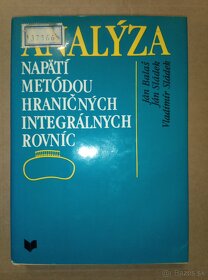 ANALÝZA
NAPÄTÍ
METÓDOU
HRANIČNÝCH
INTEGRÁLNYCH
ROVNÍC
Ján Balaš
Ján Sládek
Vladimír Sládek